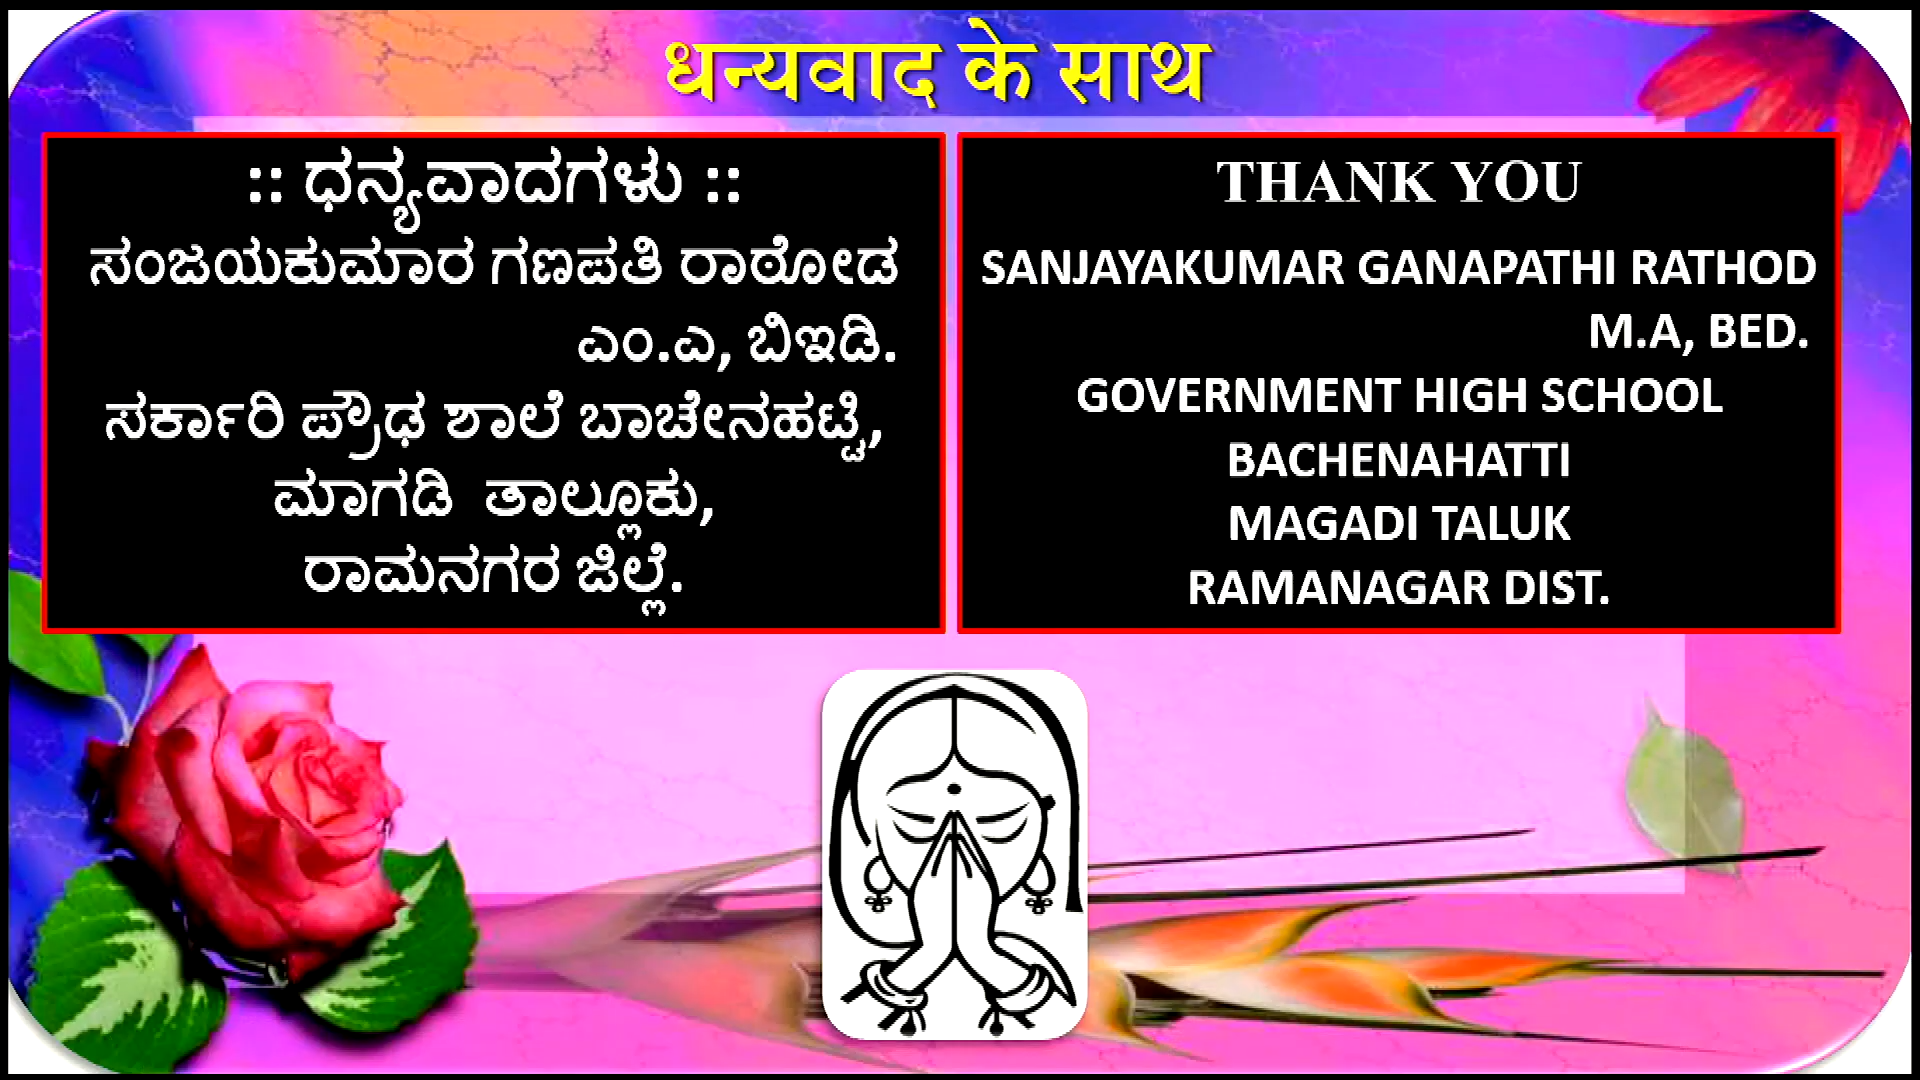 धन्यवाद के साथ
:: ಧನ್ಯವಾದಗಳು ::
ಸಂಜಯಕುಮಾರ ಗಣಪತಿ ರಾಠೋಡ
ಎಂ.ಎ, ಬಿಇಡಿ.
ಸರ್ಕಾರಿ ಪ್ರೌಢ ಶಾಲೆ ಬಾಚೇನಹಟ್ಟಿ,
ಮಾಗಡಿ ತಾಲ್ಲೂಕು,
ರಾಮನಗರ ಜಿಲ್ಲೆ.
THANK YOU
SANJAYAKUMAR GANAPATHI RATHOD
M.A, BED.
GOVERNMENT HIGH SCHOOL
BACHENAHATTI
MAGADI TALUK
RAMANAGAR DIST.